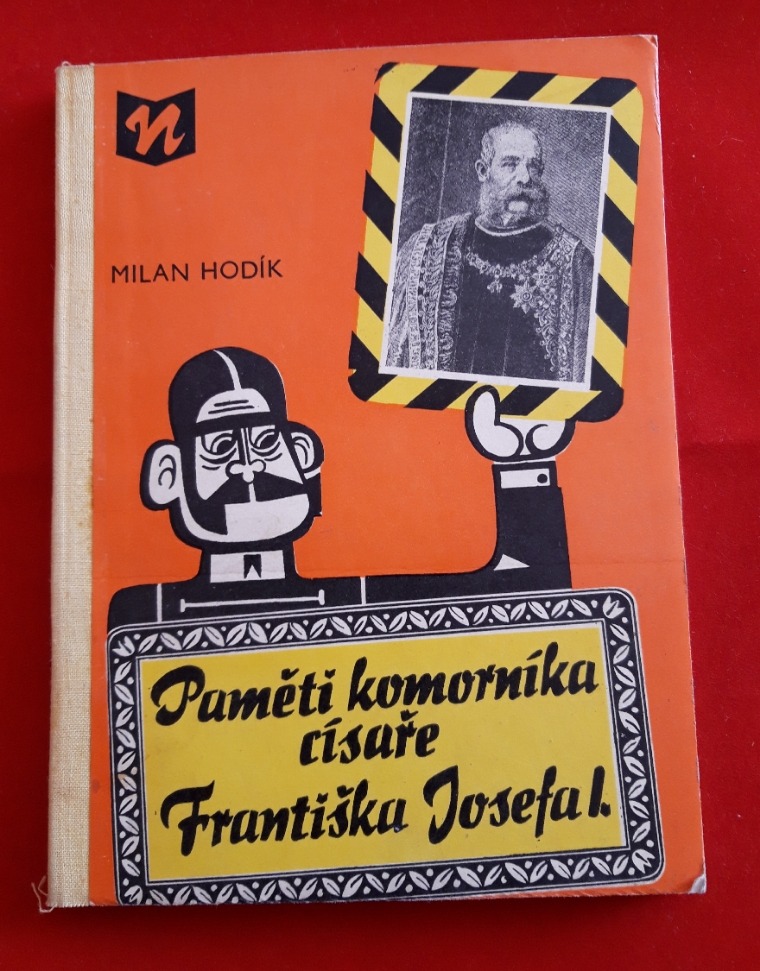 n
MILAN HODÍK
Paměti komorníka
císaře
Františka Josefa I.